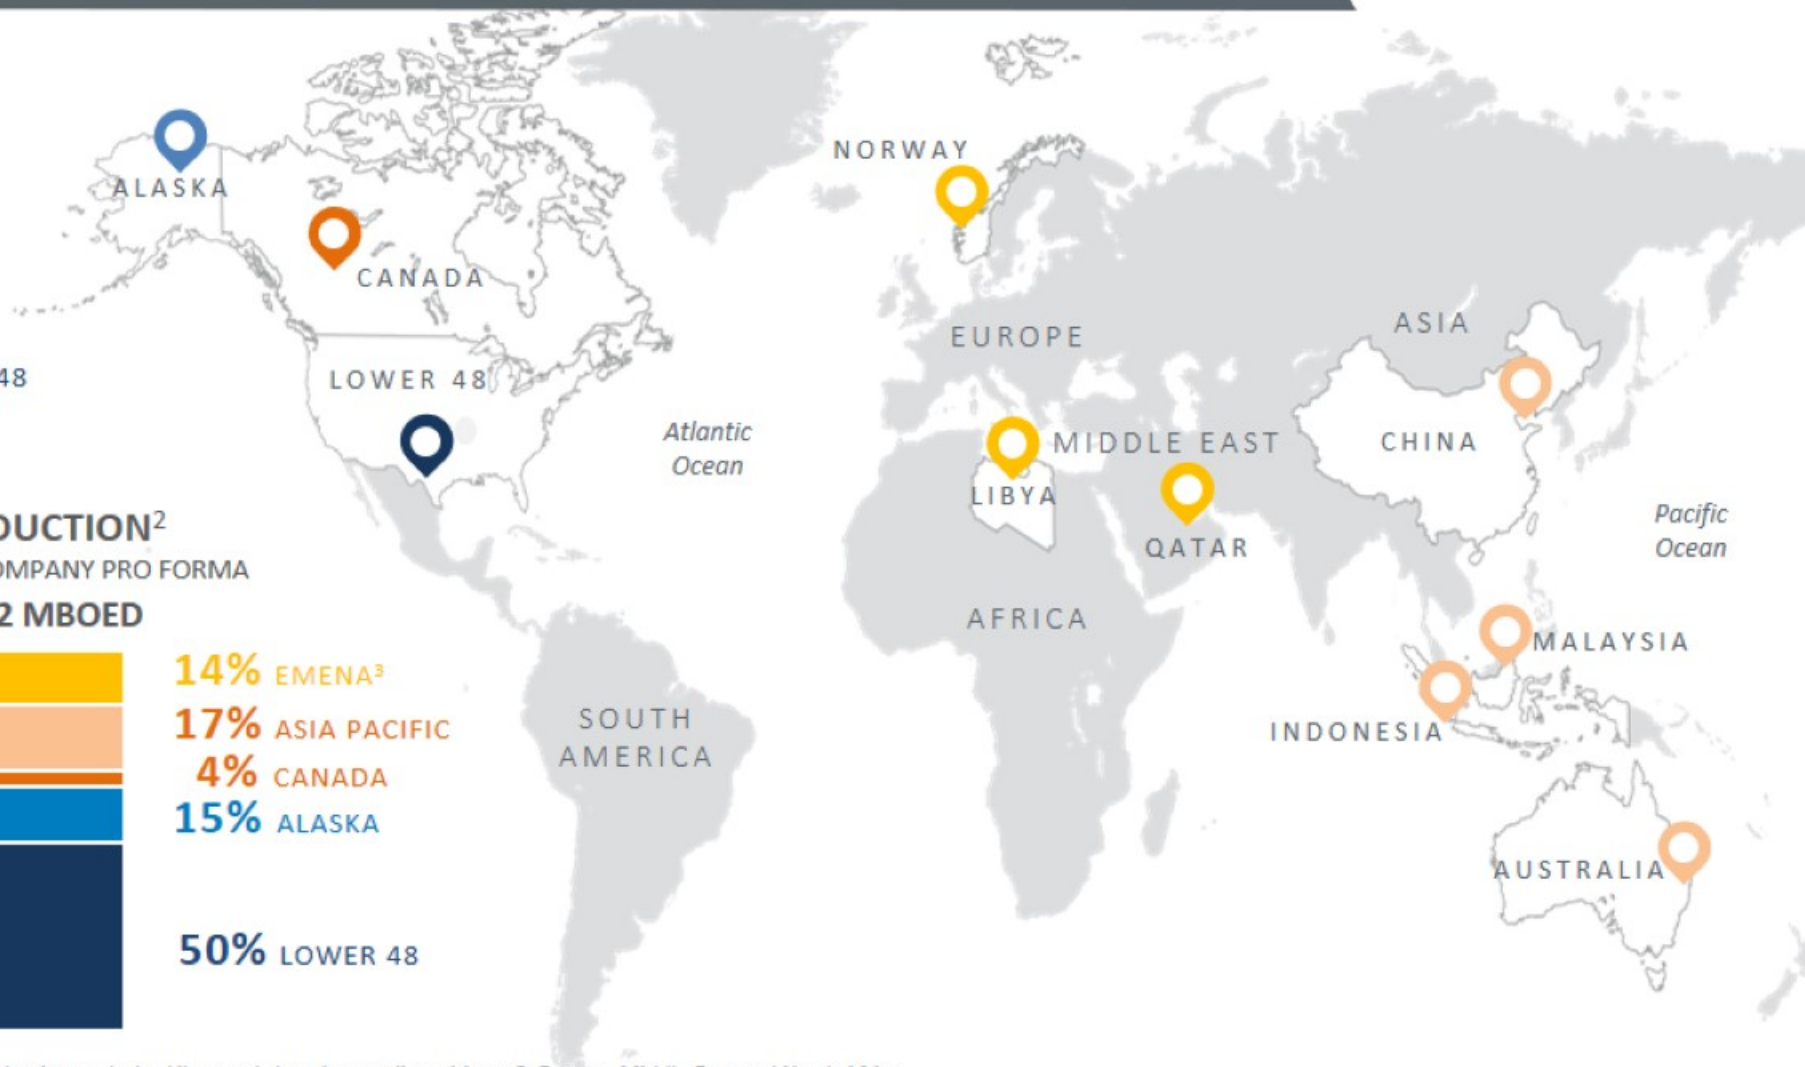 NORWAY
ALASKA
CANADA
EUROPE
ASIA
LOWER 48
48
Atlantic
Ocean
MIDDLE EAST
CHINA
LIBYA
QATAR
Pacific
Ocean
DUCTION²
OMPANY PRO FORMA
2 MBOED
AFRICA
MALAYSIA
14% EMENA³
17% ASIA PACIFIC
4% CANADA
15% ALASKA
50% LOWER 48
SOUTH
AMERICA
INDONESIA
AUSTRALIA